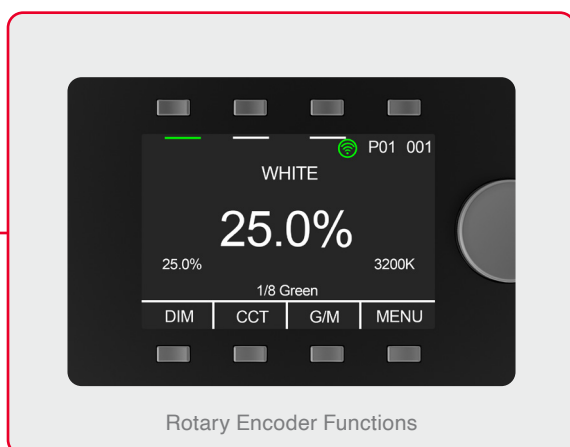 P01 001
WHITE
25.0%
25.0% 3200K
1/8 Green
DIM CCT G/M MENU
Rotary Encoder Functions